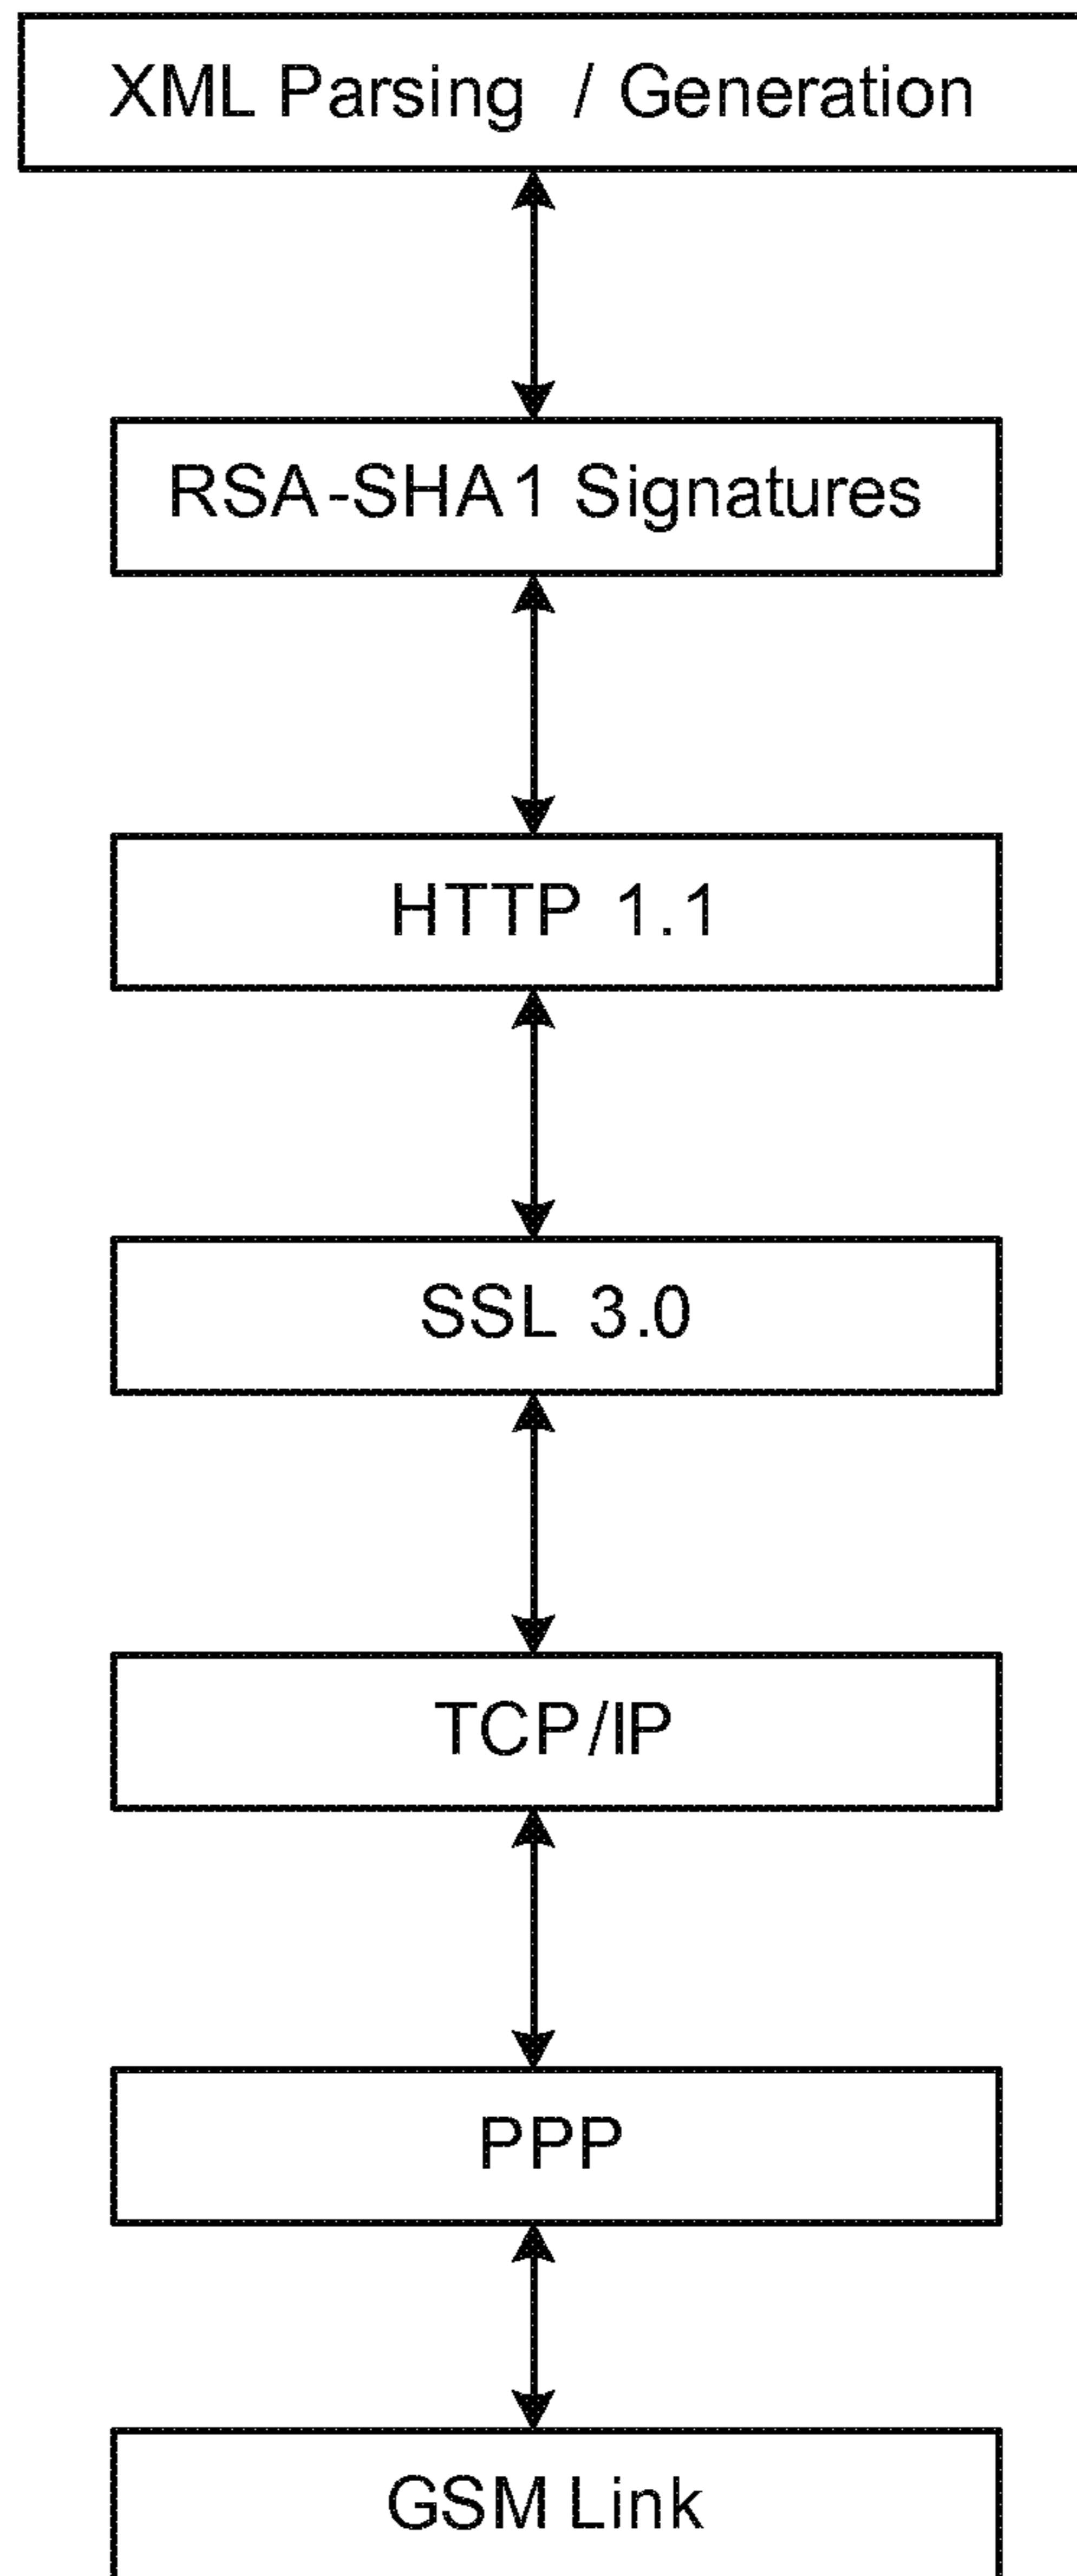 XML Parsing / Generation
RSA-SHA1 Signatures
HTTP 1.1
SSL 3.0
TCP/IP
PPP
GSM Link